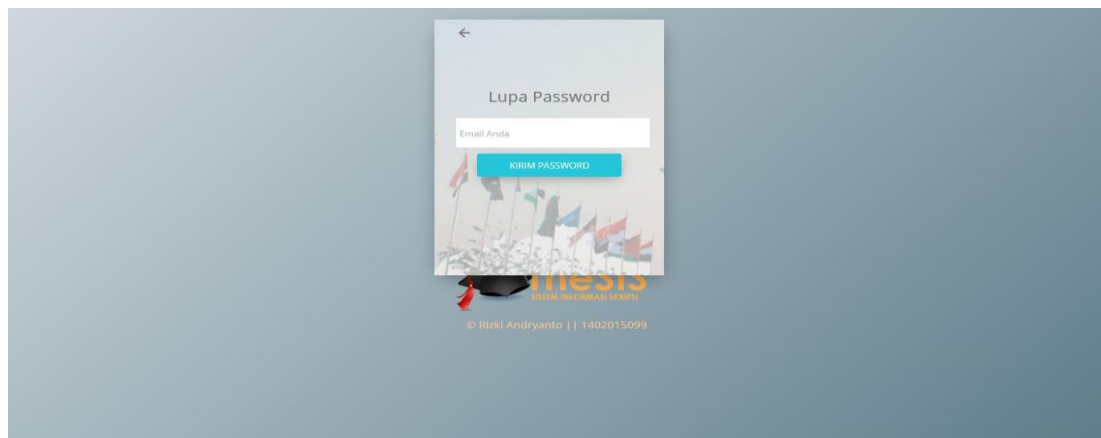 Lupa Password
Email Anda
KIRIM PASSWORD
SISTEM INFORMASI SKRIPSI
© Rizki Andryanto || 1402015099